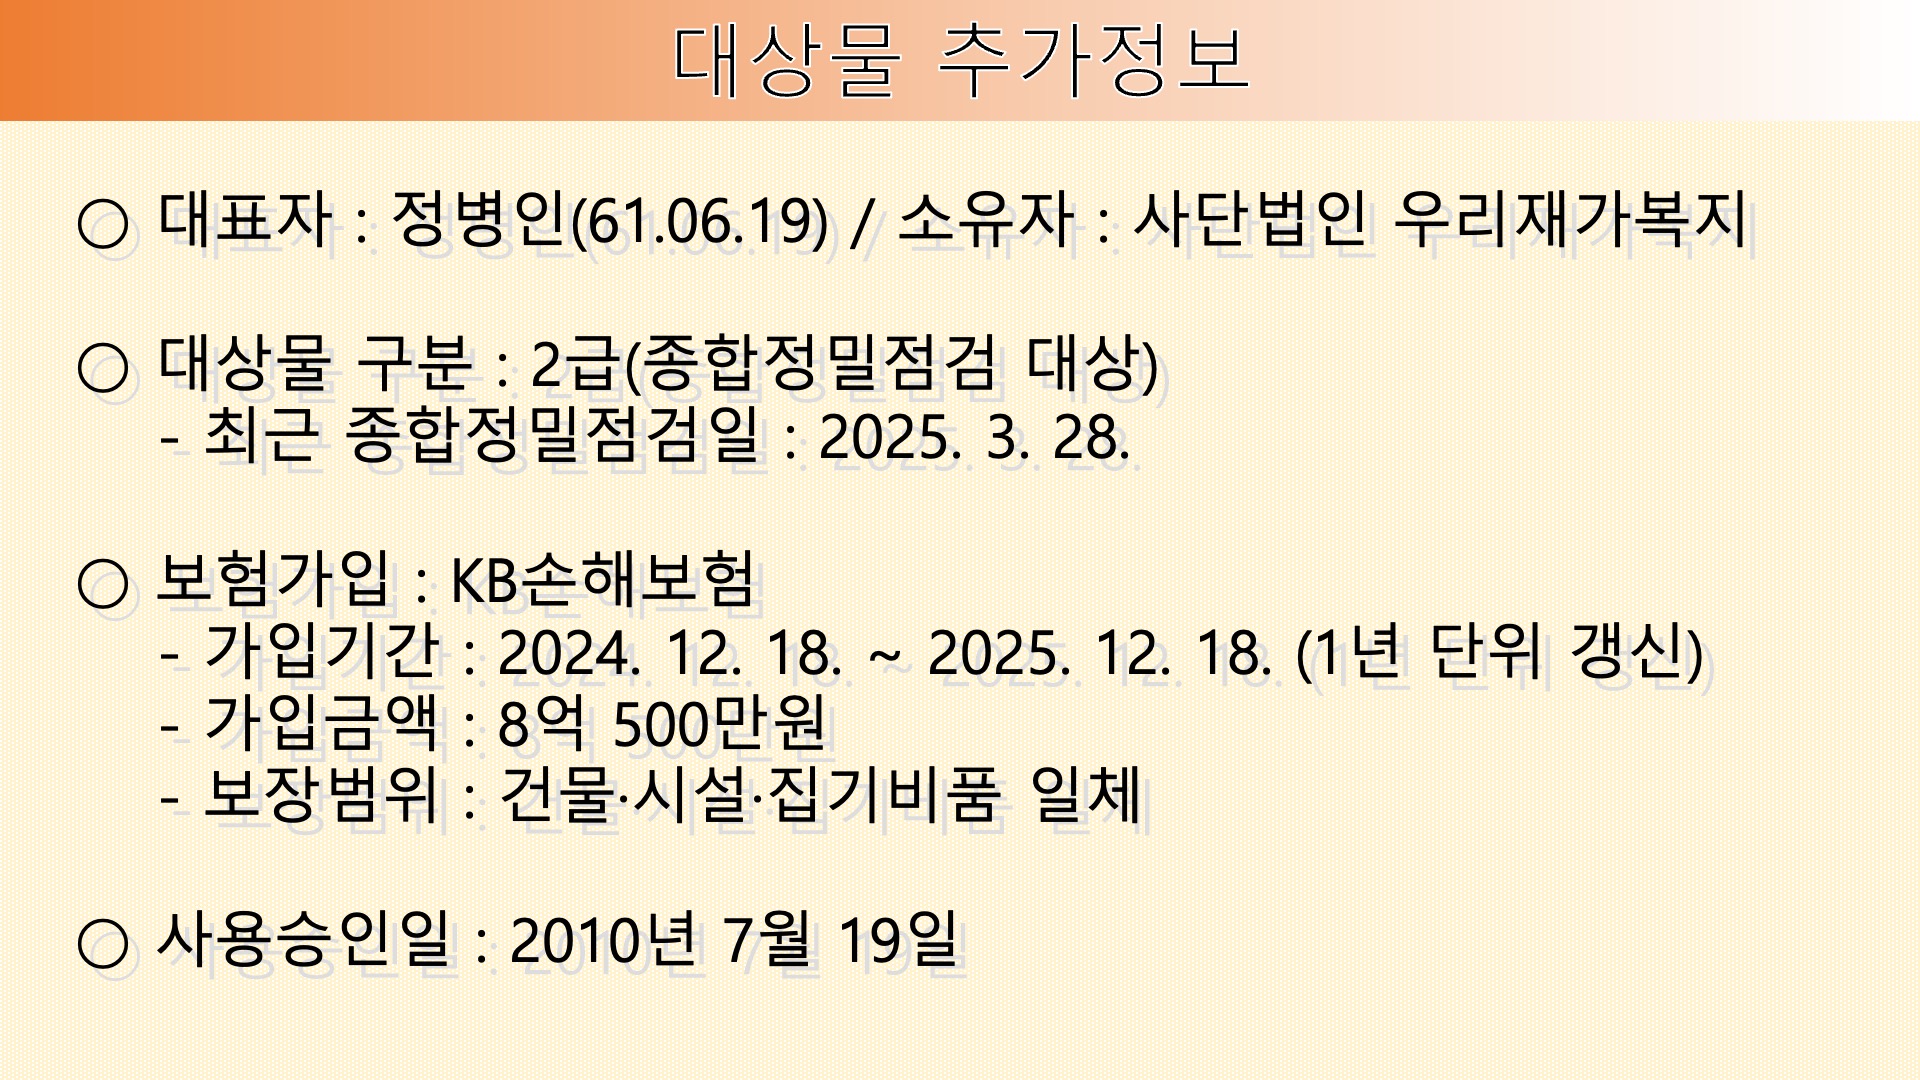 대상물 추가정보
○ 대표자 : 정병인(61.06.19) / 소유자 : 사단법인 우리재가복지
○ 대상물 구분 : 2급(종합정밀점검 대상)
- 최근 종합정밀점검일 : 2025. 3. 28.
○ 보험가입 : KB손해보험
- 가입기간 : 2024. 12. 18. ~ 2025. 12. 18. (1년 단위 갱신)
- 가입금액 : 8억 500만원
- 보장범위 : 건물·시설·집기비품 일체
○ 사용승인일 : 2010년 7월 19일